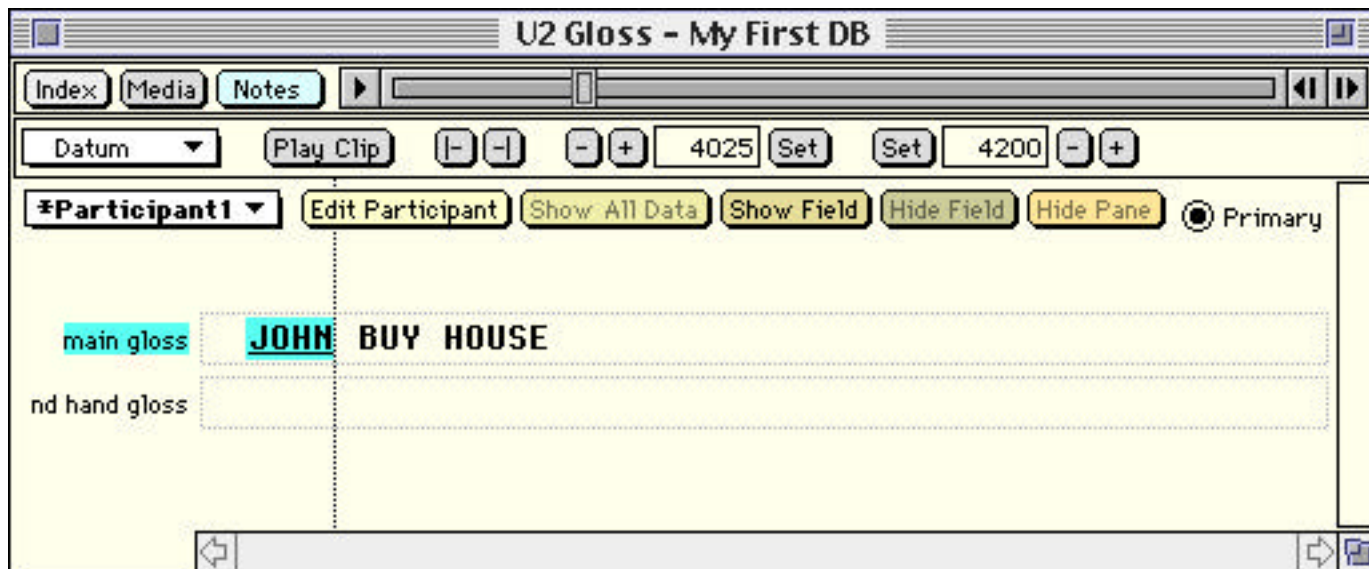 U2 Gloss - My First DB
Index Media Notes
Datum Play Clip |- -| - + 4025 Set Set 4200 - +
*Participant1 Edit Participant Show All Data Show Field Hide Field Hide Pane Primary
main gloss JOHN BUY HOUSE
nd hand gloss